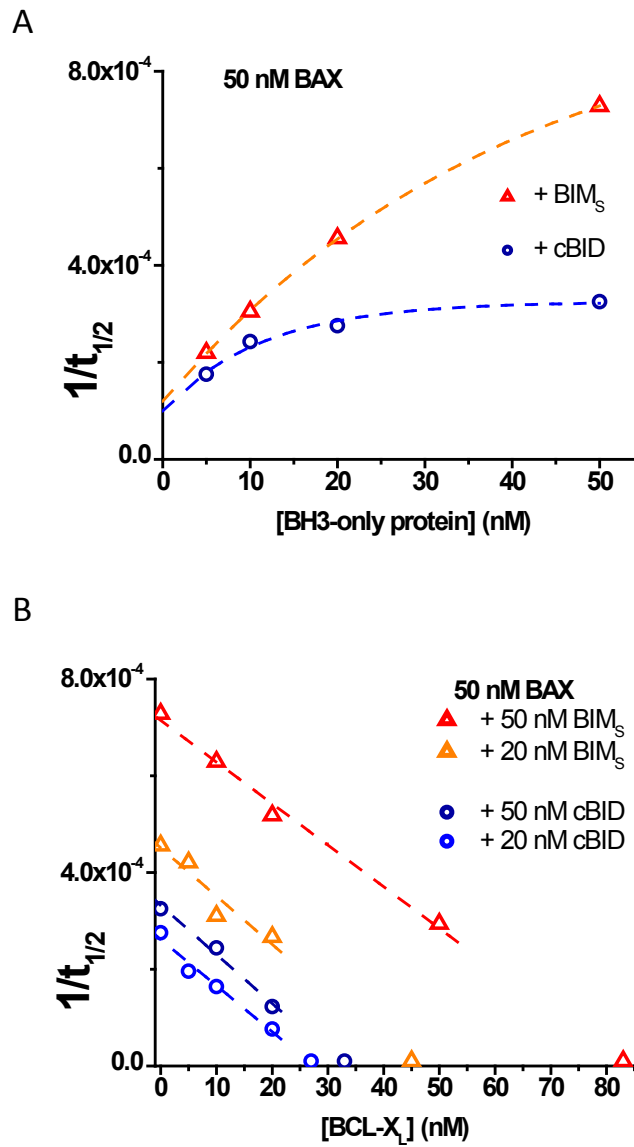 A
8.0x10⁻⁴
50 nM BAX
+ BIMₛ
+ cBID
4.0x10⁻⁴
0.0
1/t₁/₂
0 10 20 30 40 50
[BH3-only protein] (nM)
B
8.0x10⁻⁴
50 nM BAX
+ 50 nM BIMₛ
+ 20 nM BIMₛ
+ 50 nM cBID
+ 20 nM cBID
4.0x10⁻⁴
0.0
1/t₁/₂
0 10 20 30 40 50 60 70 80
[BCL-X_L] (nM)